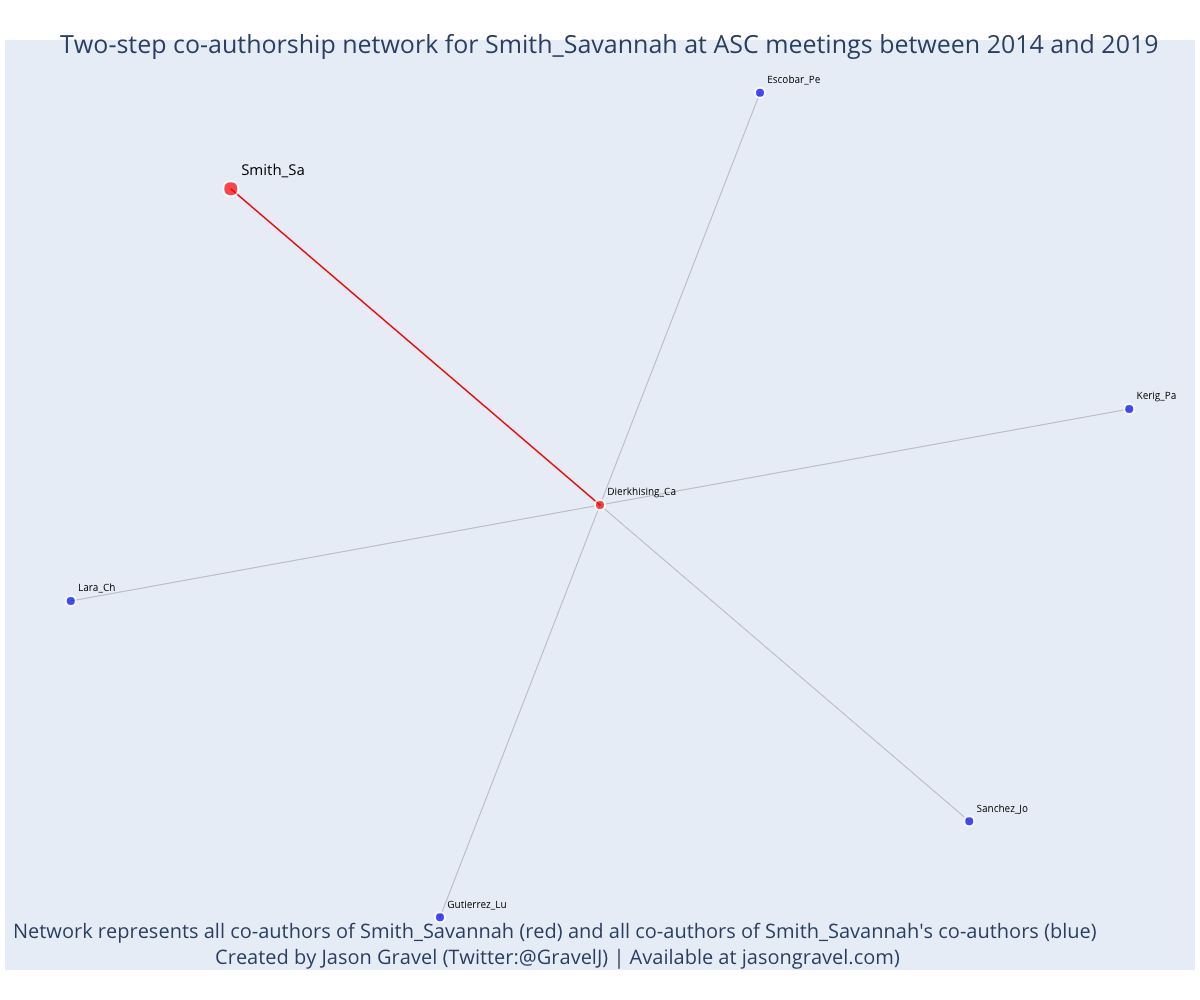 Two-step co-authorship network for Smith_Savannah at ASC meetings between 2014 and 2019
Escobar_Pe
Smith_Sa
Kerig_Pa
Dierkhising_Ca
Lara_Ch
Sanchez_Jo
Gutierrez_Lu
Network represents all co-authors of Smith_Savannah (red) and all co-authors of Smith_Savannah's co-authors (blue)
Created by Jason Gravel (Twitter:@GravelJ) | Available at jasongravel.com)